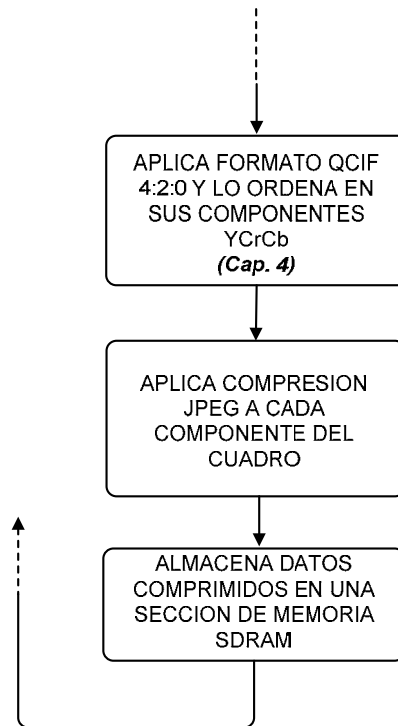 APLICA FORMATO QCIF
4:2:0 Y LO ORDENA EN
SUS COMPONENTES
YCrCb
(Cap. 4)
APLICA COMPRESION
JPEG A CADA
COMPONENTE DEL
CUADRO
ALMACENA DATOS
COMPRIMIDOS EN UNA
SECCION DE MEMORIA
SDRAM